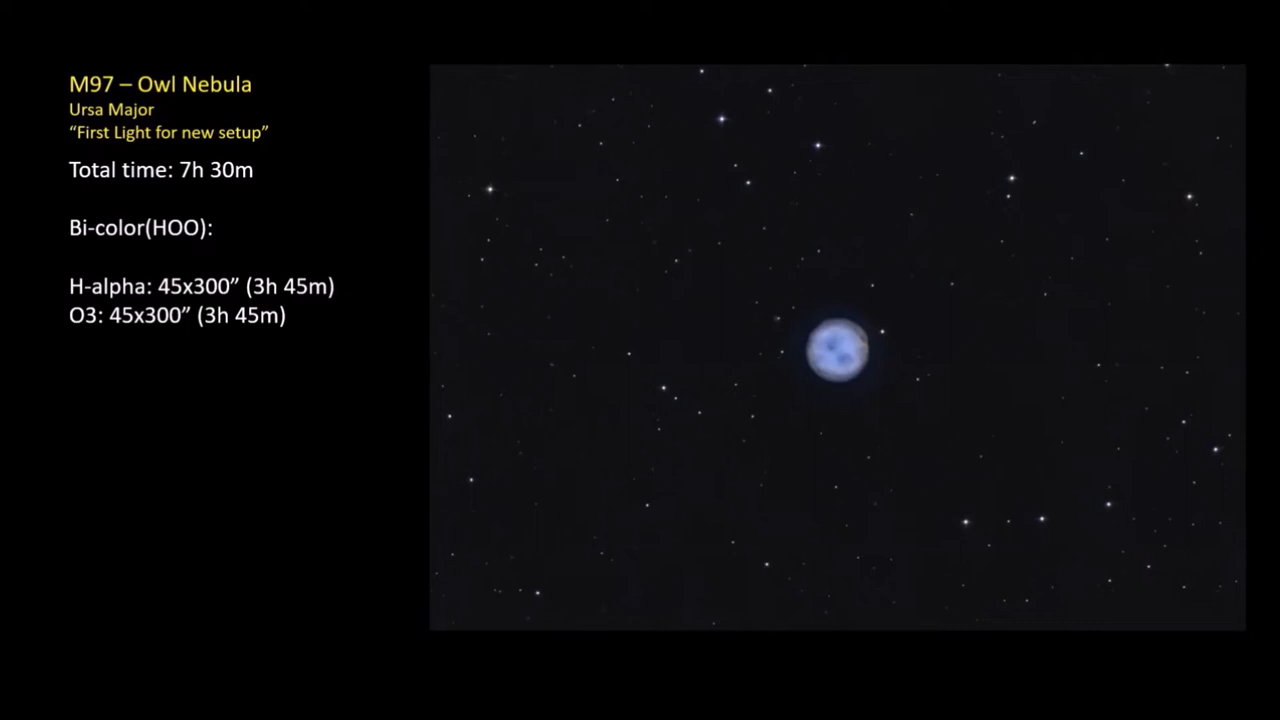 M97 – Owl Nebula
Ursa Major
“First Light for new setup”
Total time: 7h 30m
Bi-color(HOO):
H-alpha: 45x300” (3h 45m)
O3: 45x300” (3h 45m)